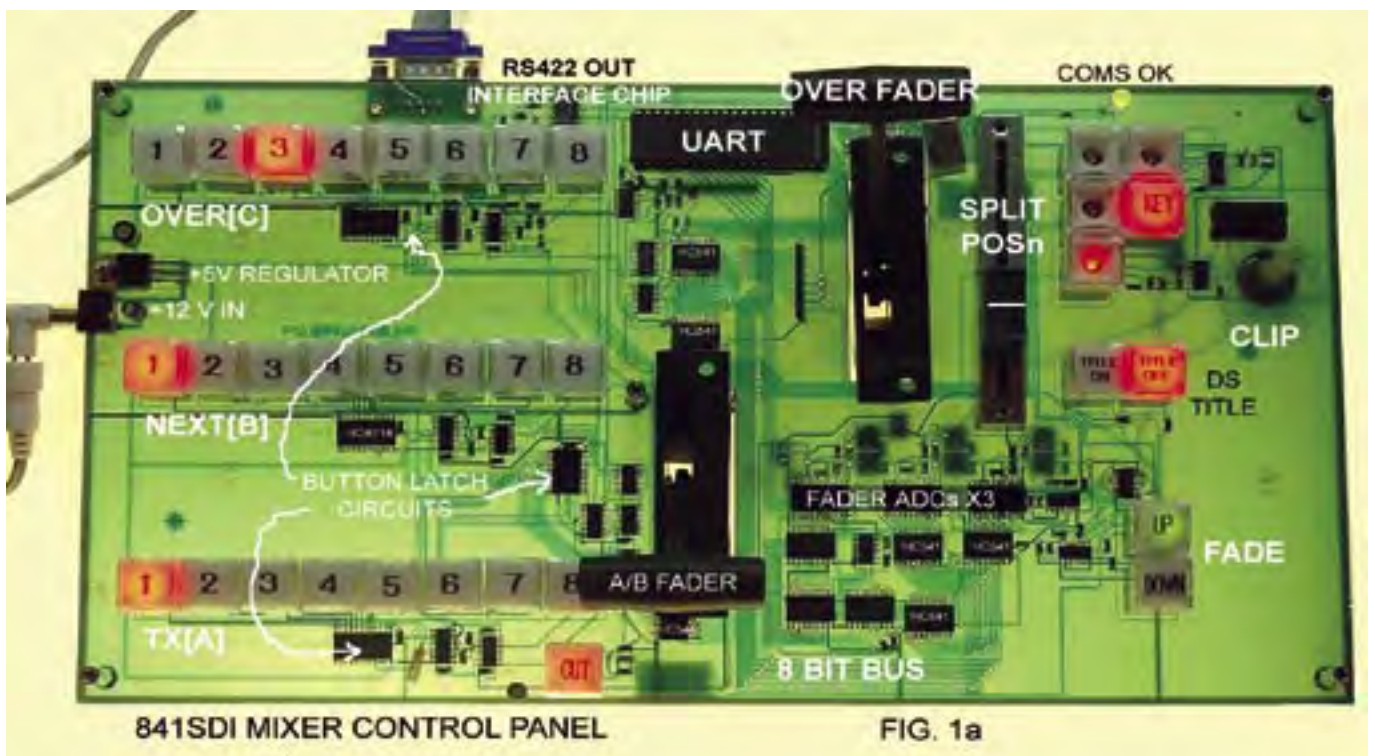 RS422 OUT
INTERFACE CHIP
OVER FADER
COMS OK
UART
1 2 3 4 5 6 7 8
KEY
OVER[C]
SPLIT
POSn
+5V REGULATOR
+12 V IN
CLIP
1 2 3 4 5 6 7 8
TITLE
ON
TITLE
OFF
DS
TITLE
NEXT[B]
BUTTON LATCH
CIRCUITS
FADER ADCs X3
UP
FADE
DOWN
1 2 3 4 5 6 7 8
A/B FADER
TX[A]
CUT
8 BIT BUS
841SDI MIXER CONTROL PANEL
FIG. 1a